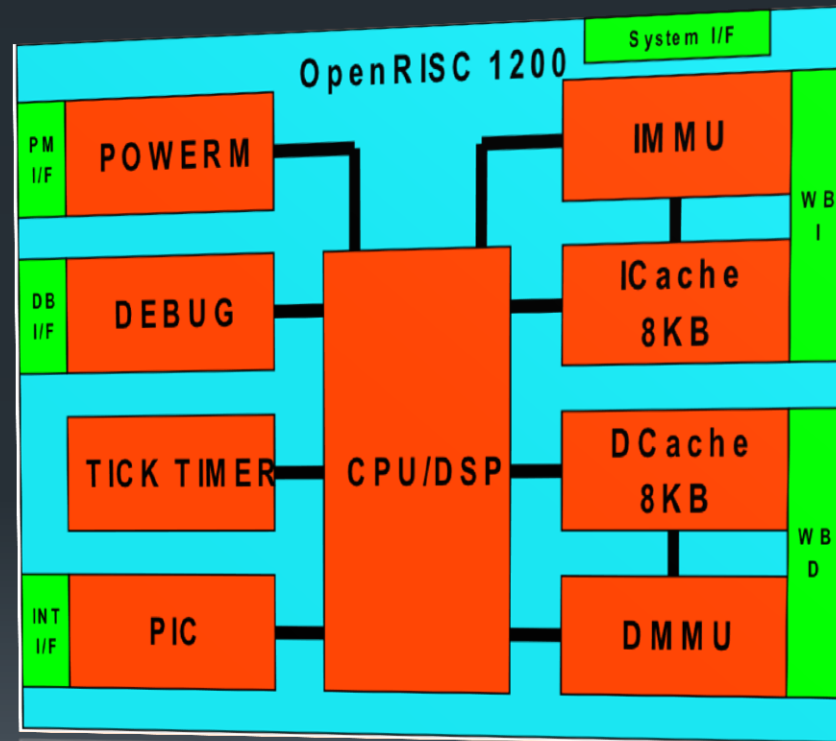 System I/F
OpenRISC 1200
PM
I/F
POWERM
IMMU
WB
I
DB
I/F
DEBUG
ICache
8KB
TICK TIMER
CPU/DSP
DCache
8KB
WB
D
INT
I/F
PIC
DMMU